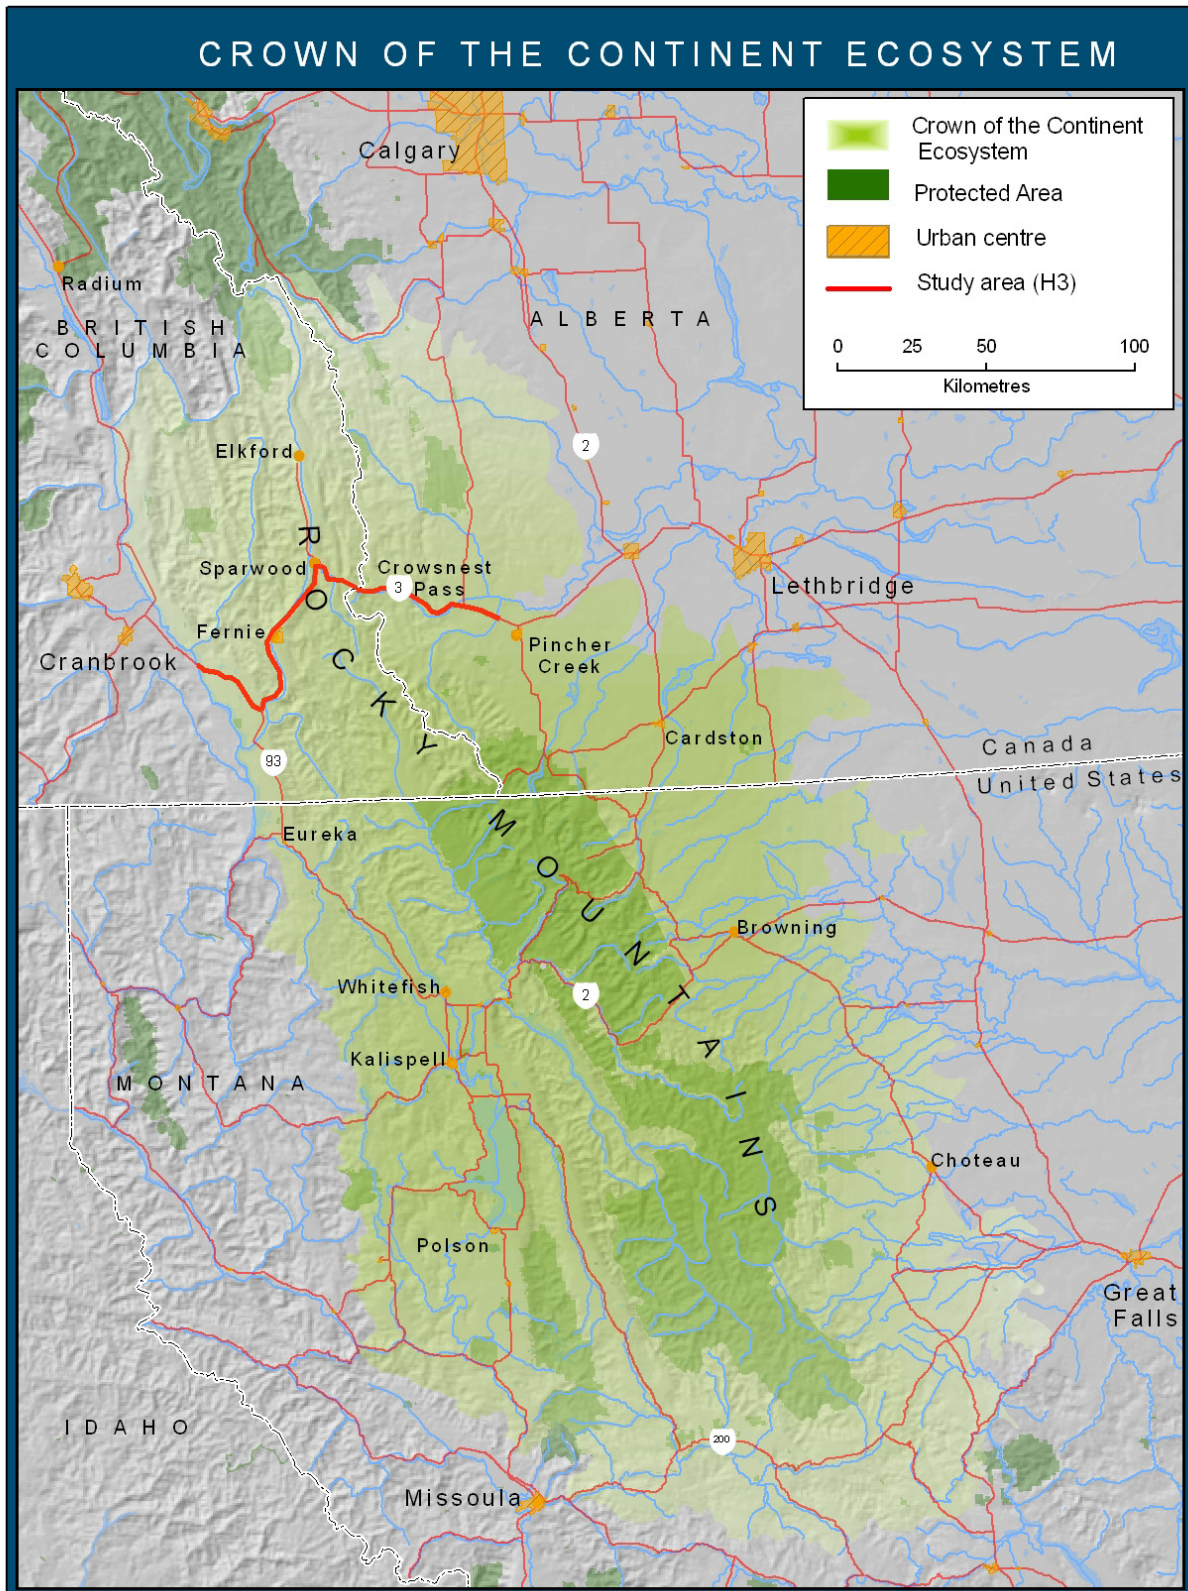 CROWN OF THE CONTINENT ECOSYSTEM
Crown of the Continent
Ecosystem
Protected Area
Urban centre
Study area (H3)
0 25 50 100
Kilometres
Calgary
Radium
BRITISH
COLUMBIA
ALBERTA
Elkford
2
Sparwood
Crowsnest
Pass
3
Lethbridge
Fernie
Cranbrook
Pincher
Creek
Cardston
Canada
United States
93
Eureka
ROCKY MOUNTAINS
Browning
Whitefish
2
Kalispell
MONTANA
Choteau
Polson
Great
Falls
IDAHO
200
Missoula